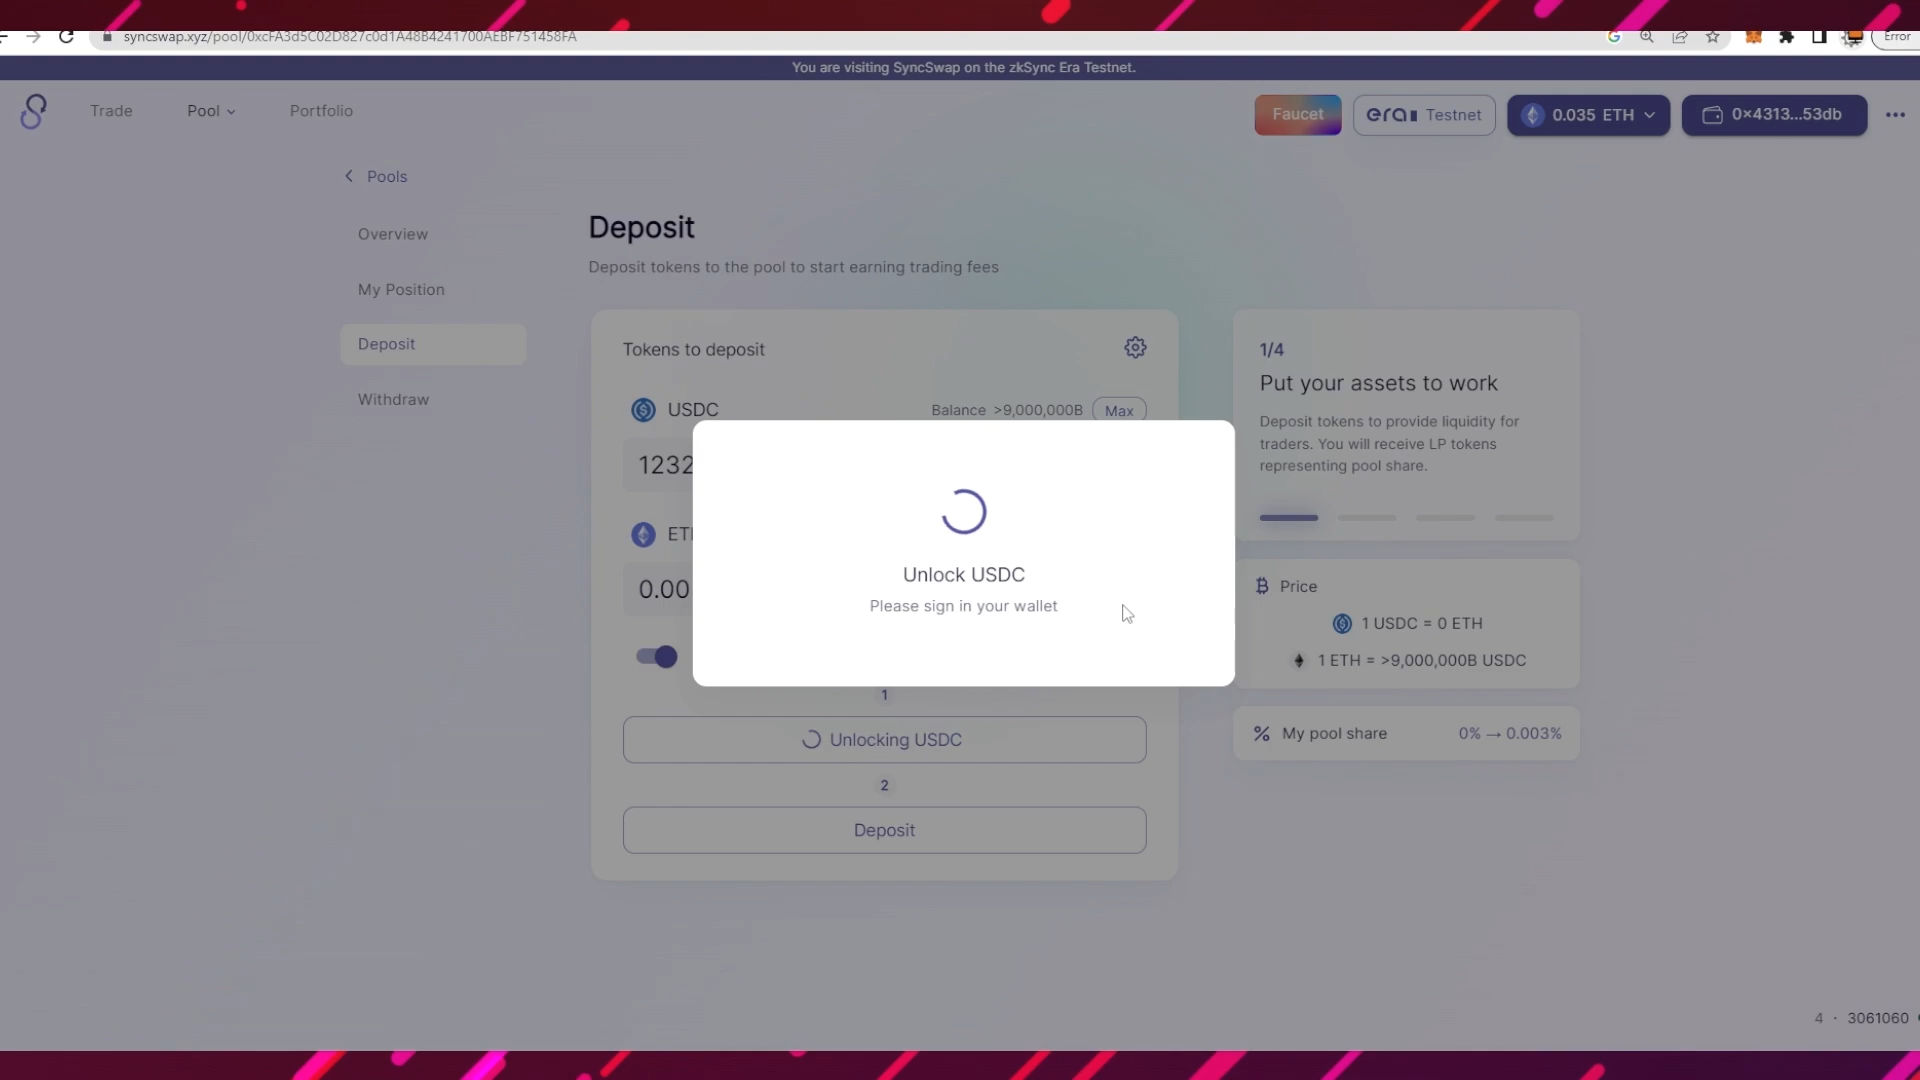 syncswap.xyz/pool/0xcFA3d5C02D827c0d1A48B4241700AEBF751458FA
Error
You are visiting SyncSwap on the zkSync Era Testnet.
Trade
Pool
Portfolio
Faucet
era Testnet
0.035 ETH
0×4313...53db
Pools
Overview
My Position
Deposit
Withdraw
Deposit
Deposit tokens to the pool to start earning trading fees
Tokens to deposit
USDC
Balance >9,000,000B
Max
1232
0.00
Unlock USDC
Please sign in your wallet
1
Unlocking USDC
2
Deposit
1/4
Put your assets to work
Deposit tokens to provide liquidity for
traders. You will receive LP tokens
representing pool share.
Price
1 USDC = 0 ETH
1 ETH = >9,000,000B USDC
My pool share
0% → 0.003%
4 · 3061060